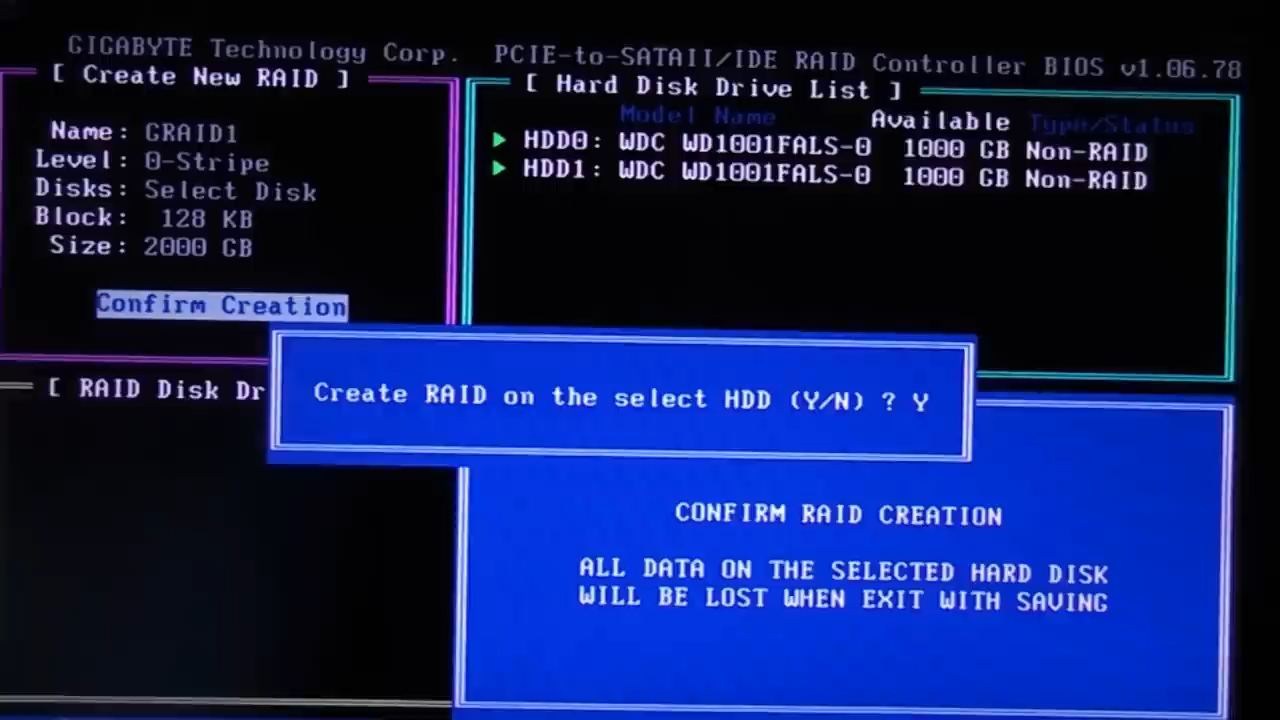 GIGABYTE Technology Corp. PCIE-to-SATAII/IDE RAID Controller BIOS v1.06.78
[ Create New RAID ]
Name: GRAID1
Level: 0-Stripe
Disks: Select Disk
Block: 128 KB
Size: 2000 GB
Confirm Creation
[ Hard Disk Drive List ]
Model Name Available Type/Status
HDD0: WDC WD1001FALS-0 1000 GB Non-RAID
HDD1: WDC WD1001FALS-0 1000 GB Non-RAID
[ RAID Disk Dr
Create RAID on the select HDD (Y/N) ? Y
CONFIRM RAID CREATION
ALL DATA ON THE SELECTED HARD DISK
WILL BE LOST WHEN EXIT WITH SAVING